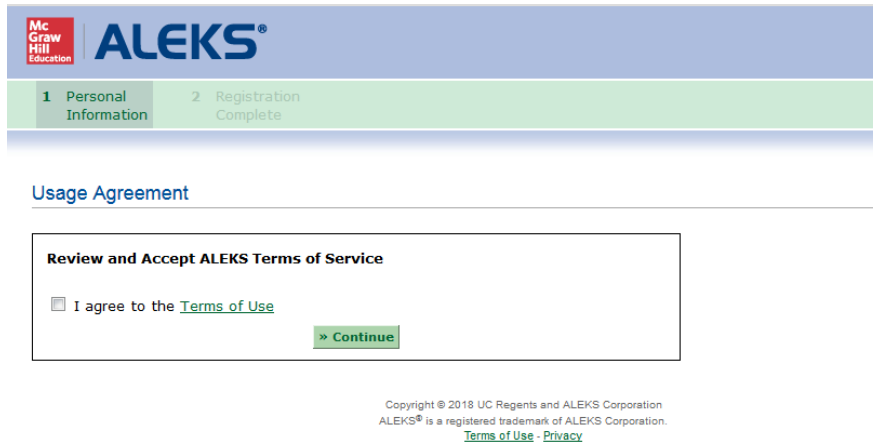 Mc
Graw
Hill
Education
ALEKS®
1 Personal Information
2 Registration Complete
Usage Agreement
Review and Accept ALEKS Terms of Service
I agree to the Terms of Use
» Continue
Copyright © 2018 UC Regents and ALEKS Corporation
ALEKS® is a registered trademark of ALEKS Corporation.
Terms of Use - Privacy